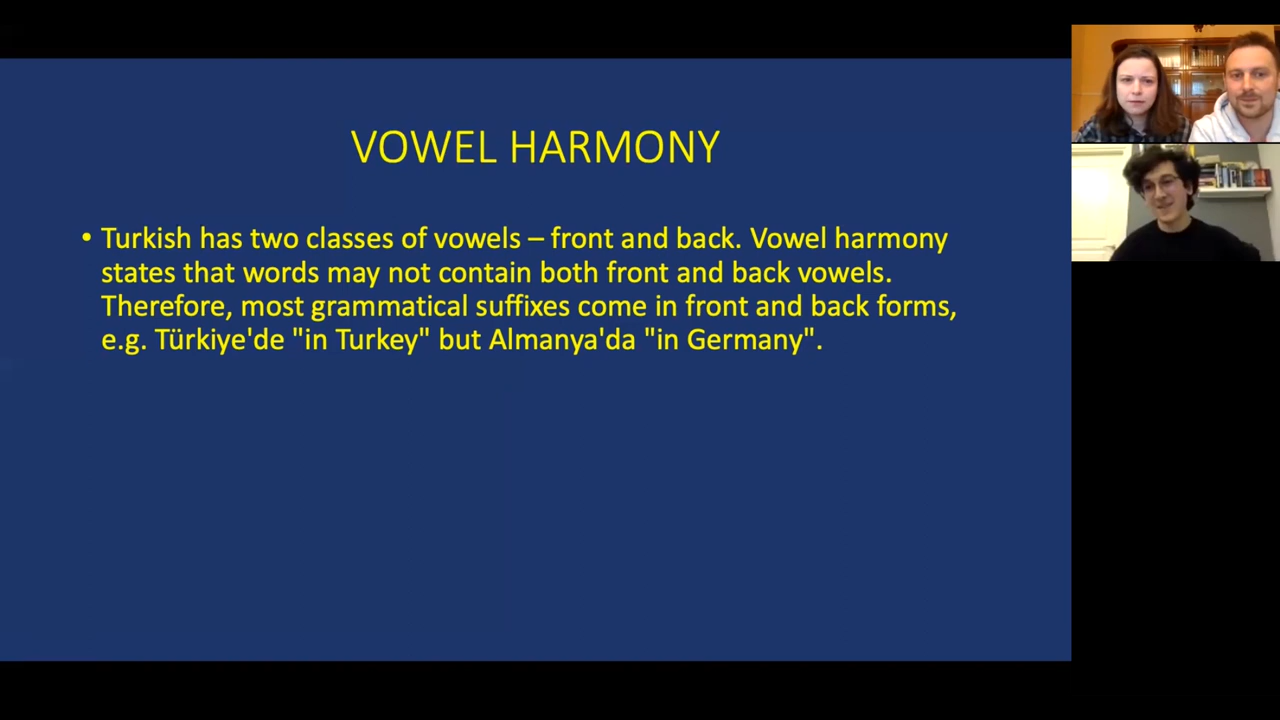 VOWEL HARMONY
• Turkish has two classes of vowels – front and back. Vowel harmony
states that words may not contain both front and back vowels.
Therefore, most grammatical suffixes come in front and back forms,
e.g. Türkiye'de "in Turkey" but Almanya'da "in Germany".